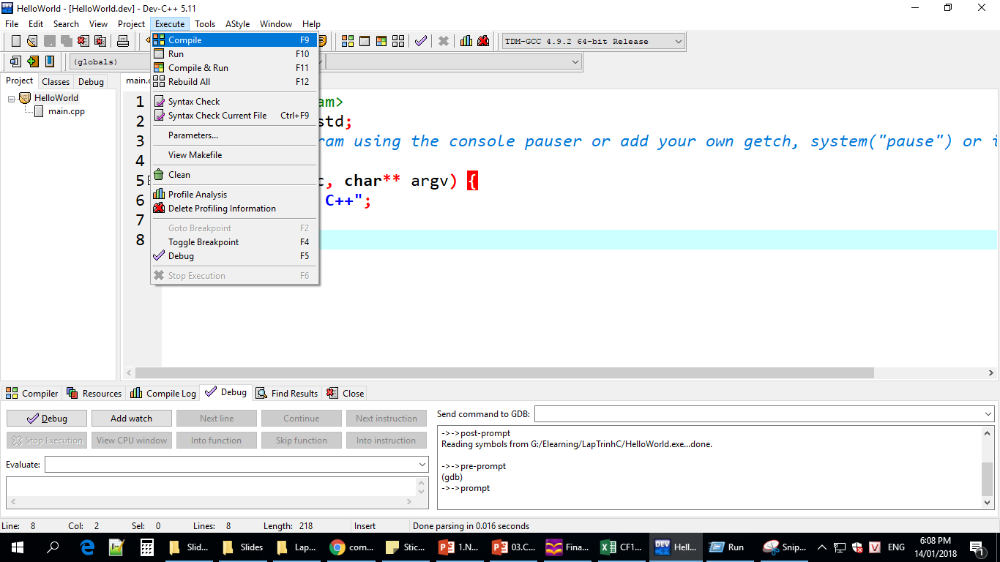 HelloWorld - [HelloWorld.dev] - Dev-C++ 5.11
File Edit Search View Project Execute Tools AStyle Window Help
TDM-GCC 4.9.2 64-bit Release
(globals)
Compile F9
Run F10
Compile & Run F11
Rebuild All F12
Syntax Check
Syntax Check Current File Ctrl+F9
Parameters...
View Makefile
Clean
Profile Analysis
Delete Profiling Information
Goto Breakpoint F2
Toggle Breakpoint F4
Debug F5
Stop Execution F6
Project Classes Debug
HelloWorld
main.cpp
main.c
1 am>
2 std;
3 ram using the console pauser or add your own getch, system("pause") or i
4
5 c, char** argv) {
6 C++";
7
8
Compiler Resources Compile Log Debug Find Results Close
Debug Add watch Next line Continue Next instruction
Stop Execution View CPU window Into function Skip function Into instruction
Evaluate:
Send command to GDB:
->->post-prompt
Reading symbols from G:/Elearning/LapTrinhC/HelloWorld.exe...done.
->->pre-prompt
(gdb)
->->prompt
Line: 8 Col: 2 Sel: 0 Lines: 8 Length: 218 Insert Done parsing in 0.016 seconds
Slid... Slides Lap... com... Stic... 1.N... 03.C... Fina... CF1... Hell... Run Snip... ENG
6:08 PM
14/01/2018
1